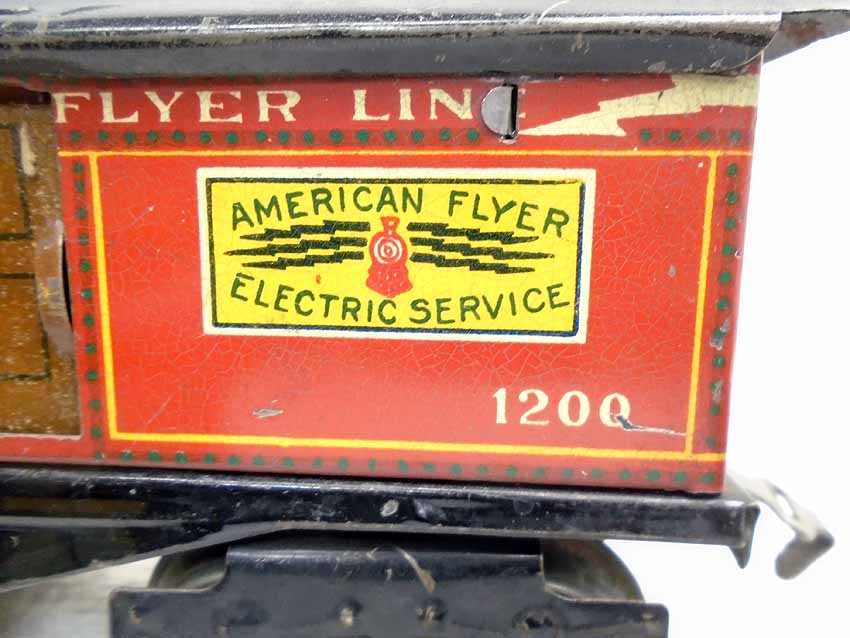 FLYER LINE
AMERICAN FLYER
ELECTRIC SERVICE
1200